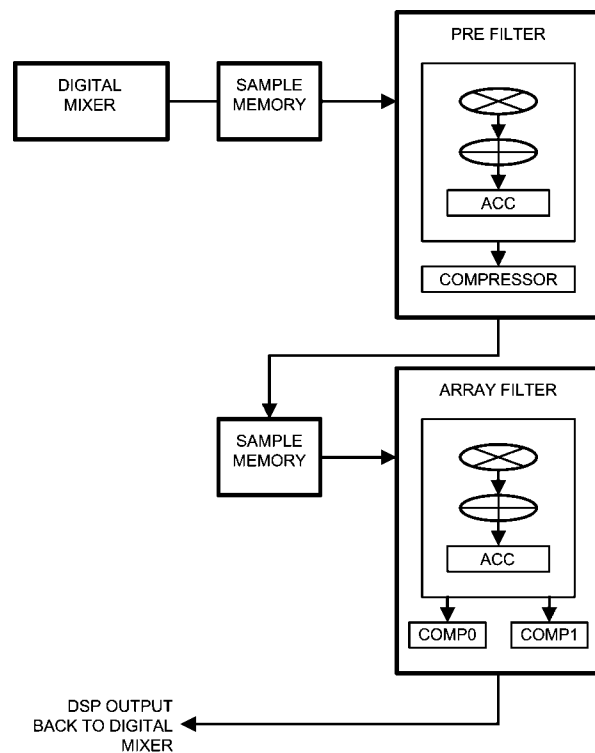 PRE FILTER
DIGITAL
MIXER
SAMPLE
MEMORY
ACC
COMPRESSOR
ARRAY FILTER
SAMPLE
MEMORY
ACC
COMP0
COMP1
DSP OUTPUT
BACK TO DIGITAL
MIXER